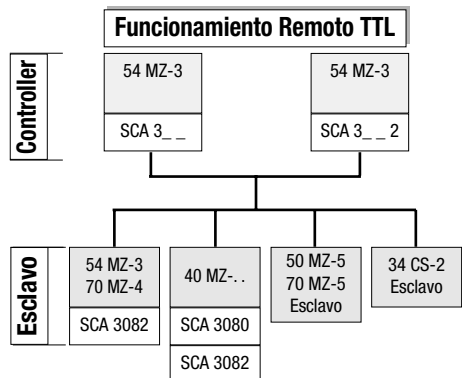 Funcionamiento Remoto TTL
Controller
54 MZ-3
SCA 3_ _
54 MZ-3
SCA 3_ _ 2
Esclavo
54 MZ-3
70 MZ-4
SCA 3082
40 MZ-. .
SCA 3080
SCA 3082
50 MZ-5
70 MZ-5
Esclavo
34 CS-2
Esclavo